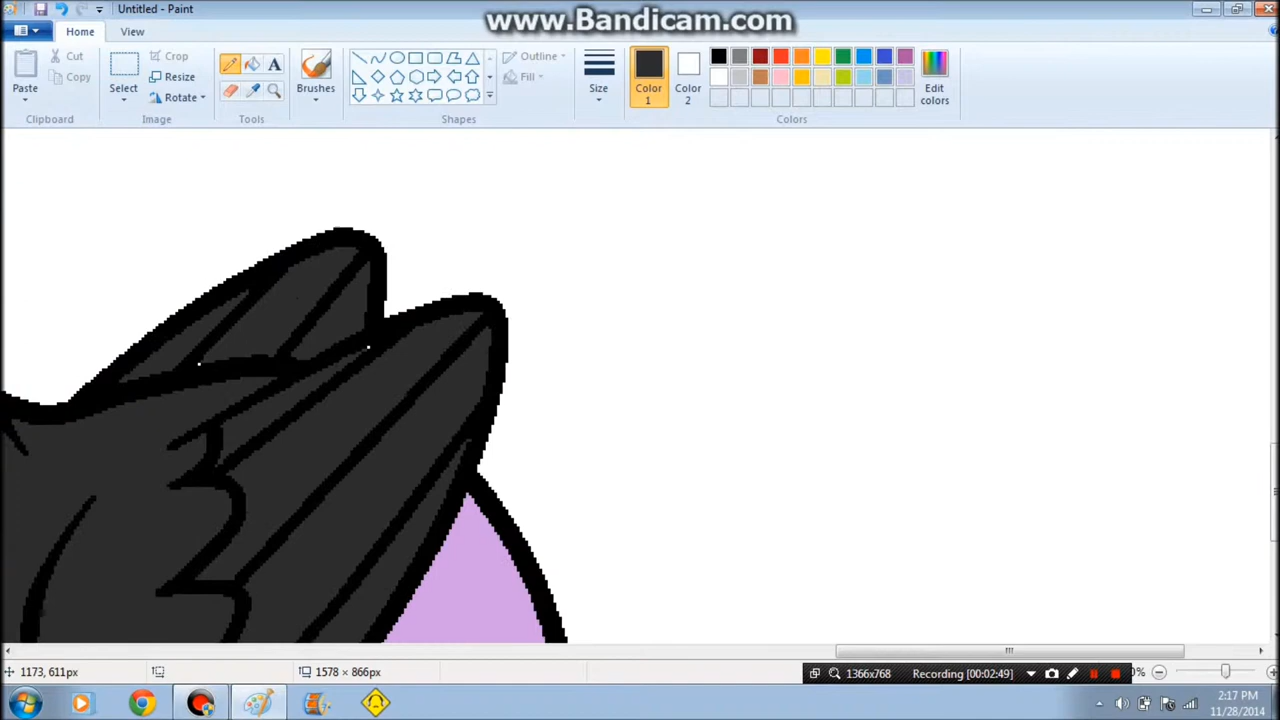 www.Bandicam.com
Untitled - Paint
Home View
Paste
Cut
Copy
Clipboard
Select
Crop
Resize
Rotate
Image
Tools
Brushes
Outline
Fill
Shapes
Size
Color 1
Color 2
Edit colors
Colors
1173, 611px
1578 × 866px
1366x768
Recording [00:02:49]
0%
2:17 PM
11/28/2014